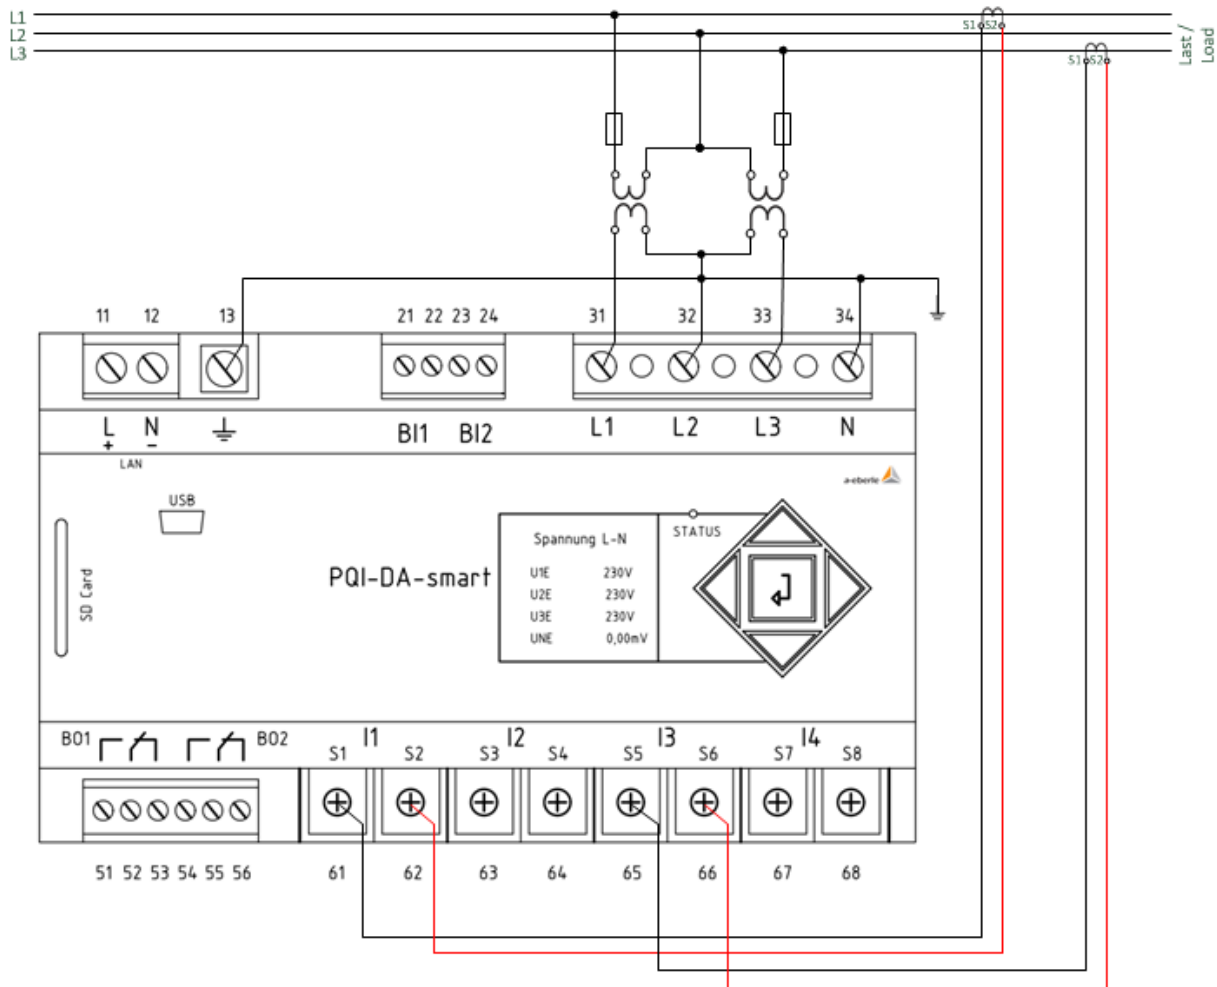 L1
L2
L3
S1 S2
S1 S2
Last /
Load
11 12 13 21 22 23 24 31 32 33 34
L N BI1 BI2 L1 L2 L3 N
+ −
LAN
a-eberle
USB
SD Card
PQI-DA-smart
Spannung L-N
U1E 230V
U2E 230V
U3E 230V
UNE 0,00mV
STATUS
BO1 BO2 I1 I2 I3 I4
S1 S2 S3 S4 S5 S6 S7 S8
51 52 53 54 55 56 61 62 63 64 65 66 67 68